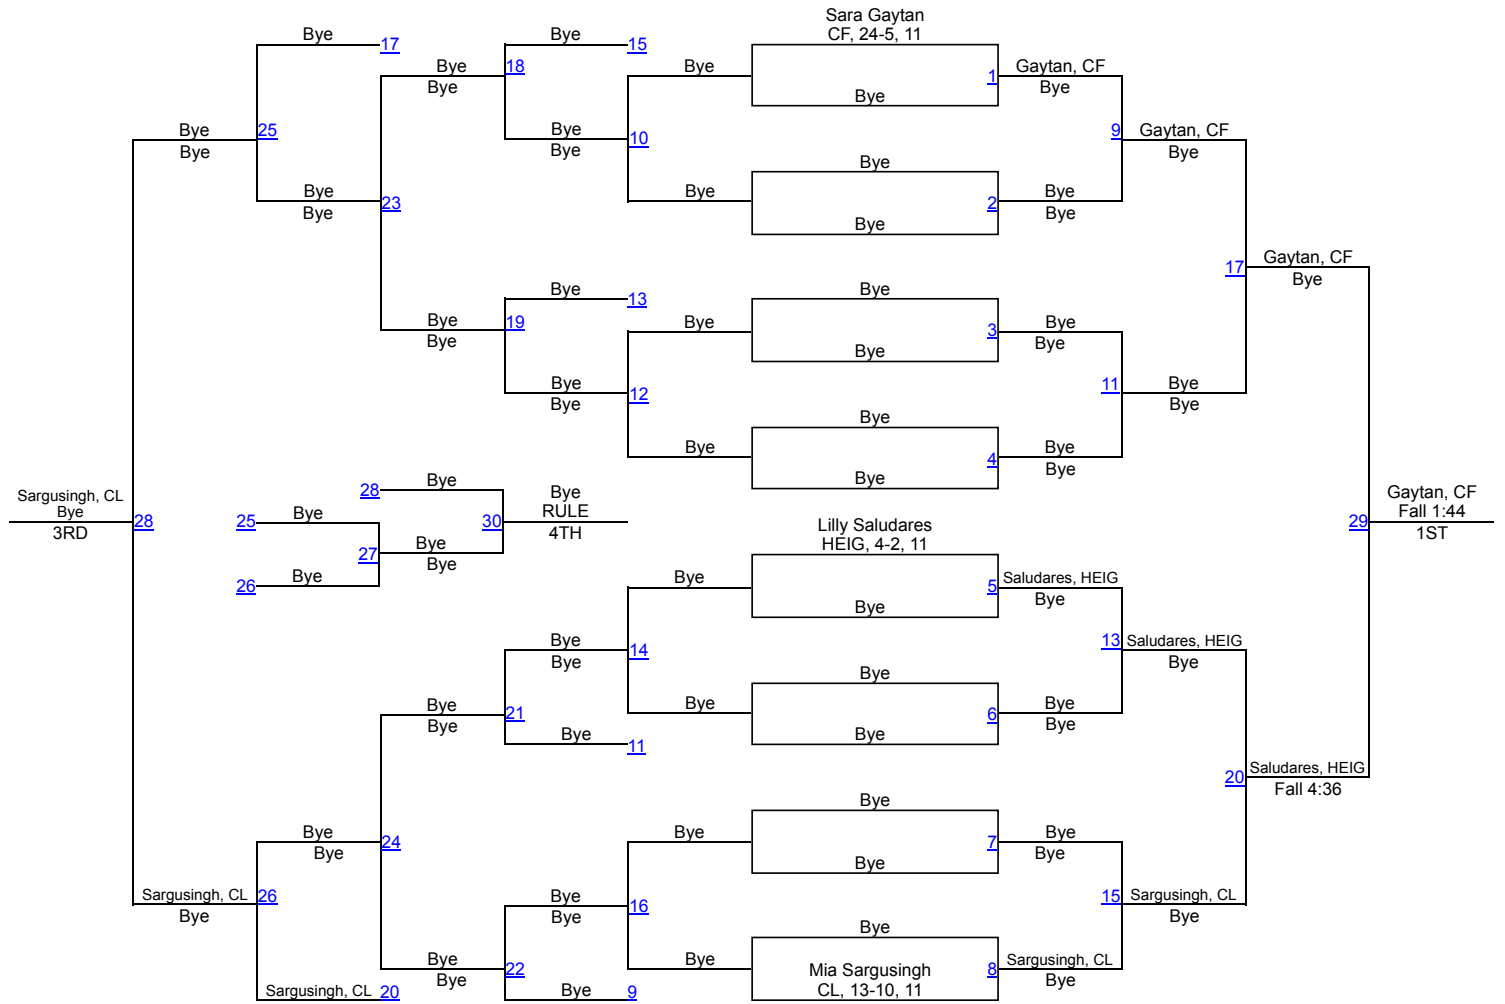 Sara Gaytan
CF, 24-5, 11
Bye
17
Bye
15
Bye
18
Bye
Bye
1
Gaytan, CF
Bye
Bye
Bye
25
Bye
Bye
10
Bye
9
Gaytan, CF
Bye
Bye
Bye
Bye
23
Bye
Bye
2
Bye
Bye
Bye
17
Gaytan, CF
Bye
Bye
13
Bye
Bye
19
Bye
Bye
3
Bye
Bye
Bye
Bye
Bye
12
11
Bye
Bye
Bye
Bye
4
Bye
Bye
Bye
Sargusingh, CL
Bye
3RD
28
28
Bye
25
Bye
27
Bye
Bye
26
Bye
30
Bye
RULE
4TH
29
Gaytan, CF
Fall 1:44
1ST
Lilly Saludares
HEIG, 4-2, 11
Bye
5
Saludares, HEIG
Bye
Bye
Bye
Bye
14
13
Saludares, HEIG
Bye
Bye
Bye
Bye
21
Bye
6
Bye
Bye
Bye
Bye
11
20
Saludares, HEIG
Fall 4:36
Bye
Bye
Bye
24
Bye
7
Bye
Bye
Bye
Sargusingh, CL
Bye
26
Bye
Bye
16
15
Sargusingh, CL
Bye
Bye
Bye
Bye
22
Bye
Mia Sargusingh
CL, 13-10, 11
8
Sargusingh, CL
Bye
Sargusingh, CL
20
Bye
9